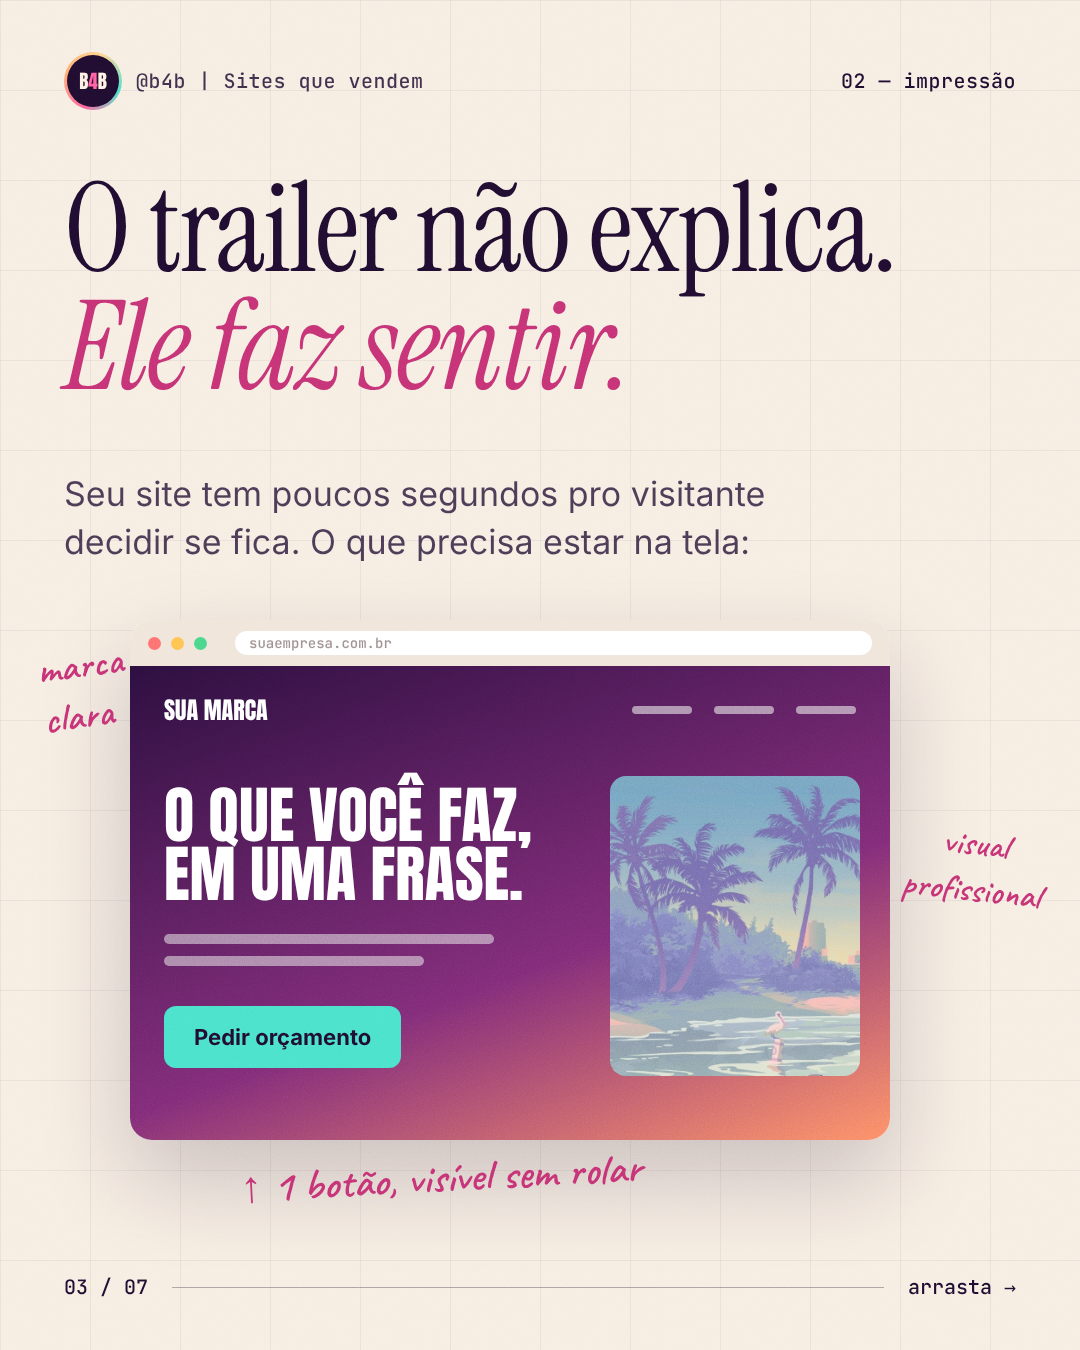 B4B @b4b | Sites que vendem
02 — impressão
O trailer não explica.
Ele faz sentir.
Seu site tem poucos segundos pro visitante
decidir se fica. O que precisa estar na tela:
suaempresa.com.br
marca
clara
SUA MARCA
O QUE VOCÊ FAZ,
EM UMA FRASE.
visual
profissional
Pedir orçamento
↑ 1 botão, visível sem rolar
03 / 07
arrasta →